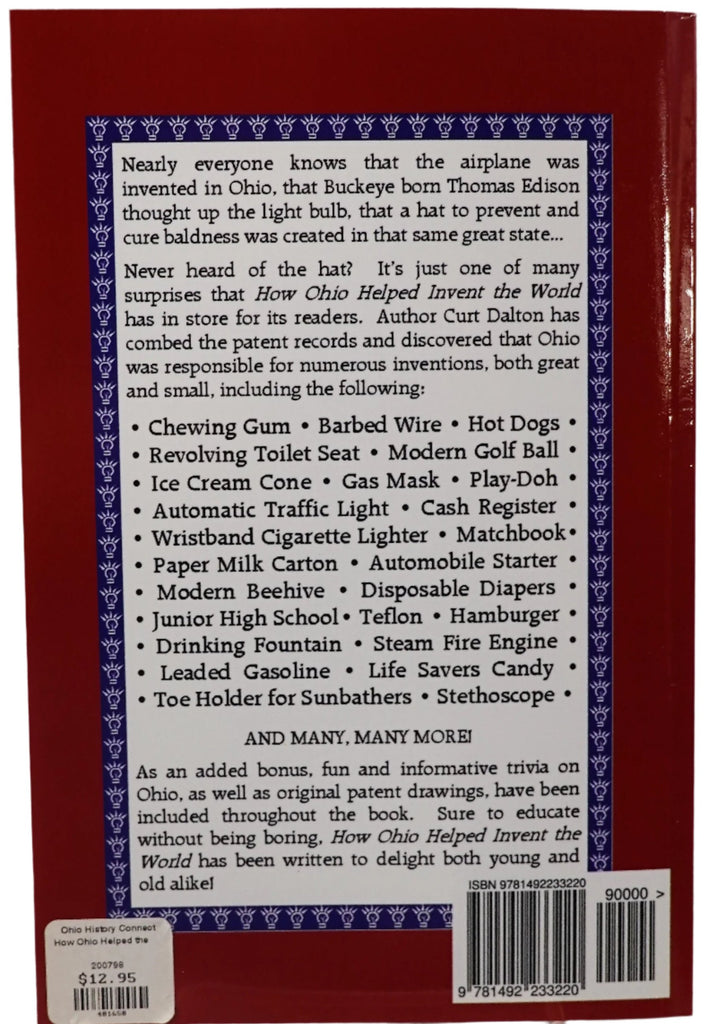 Nearly everyone knows that the airplane was
invented in Ohio, that Buckeye born Thomas Edison
thought up the light bulb, that a hat to prevent and
cure baldness was created in that same great state...
Never heard of the hat? It's just one of many
surprises that How Ohio Helped Invent the World
has in store for its readers. Author Curt Dalton has
combed the patent records and discovered that Ohio
was responsible for numerous inventions, both great
and small, including the following:
• Chewing Gum • Barbed Wire • Hot Dogs •
• Revolving Toilet Seat • Modern Golf Ball •
• Ice Cream Cone • Gas Mask • Play-Doh •
• Automatic Traffic Light • Cash Register •
• Wristband Cigarette Lighter • Matchbook•
• Paper Milk Carton • Automobile Starter •
• Modern Beehive • Disposable Diapers •
• Junior High School • Teflon • Hamburger •
• Drinking Fountain • Steam Fire Engine •
• Leaded Gasoline • Life Savers Candy •
• Toe Holder for Sunbathers • Stethoscope •
AND MANY, MANY MORE!
As an added bonus, fun and informative trivia on
Ohio, as well as original patent drawings, have been
included throughout the book. Sure to educate
without being boring, How Ohio Helped Invent the
World has been written to delight both young and
old alike!
ISBN 9781492233220
90000 >
9 781492 233220
Ohio History Connect
How Ohio Helped the
200798
$12.95
481658